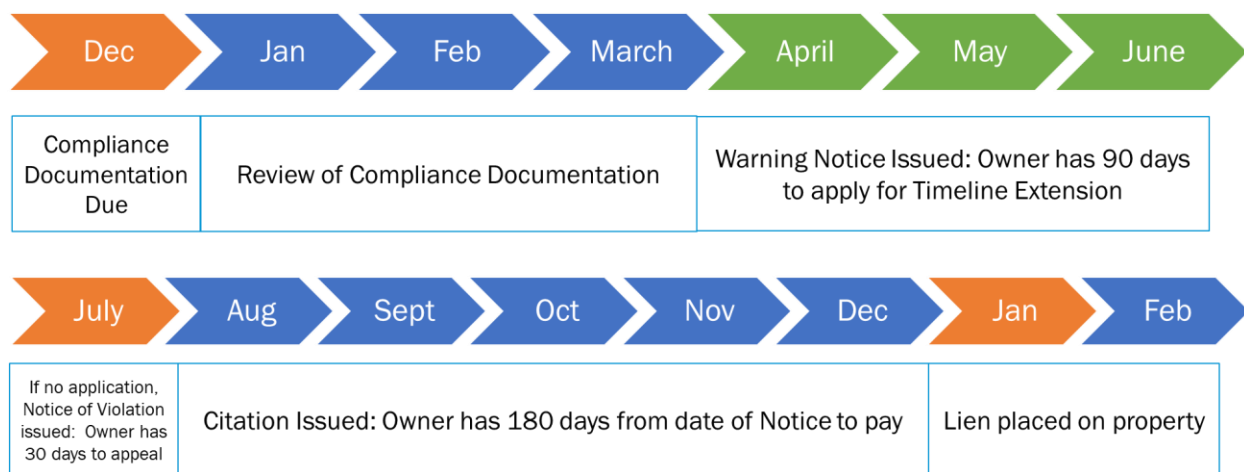 Dec Jan Feb March April May June
Compliance
Documentation
Due
Review of Compliance Documentation
Warning Notice Issued: Owner has 90 days
to apply for Timeline Extension
July Aug Sept Oct Nov Dec Jan Feb
If no application,
Notice of Violation
issued:  Owner has
30 days to appeal
Citation Issued: Owner has 180 days from date of Notice to pay
Lien placed on property